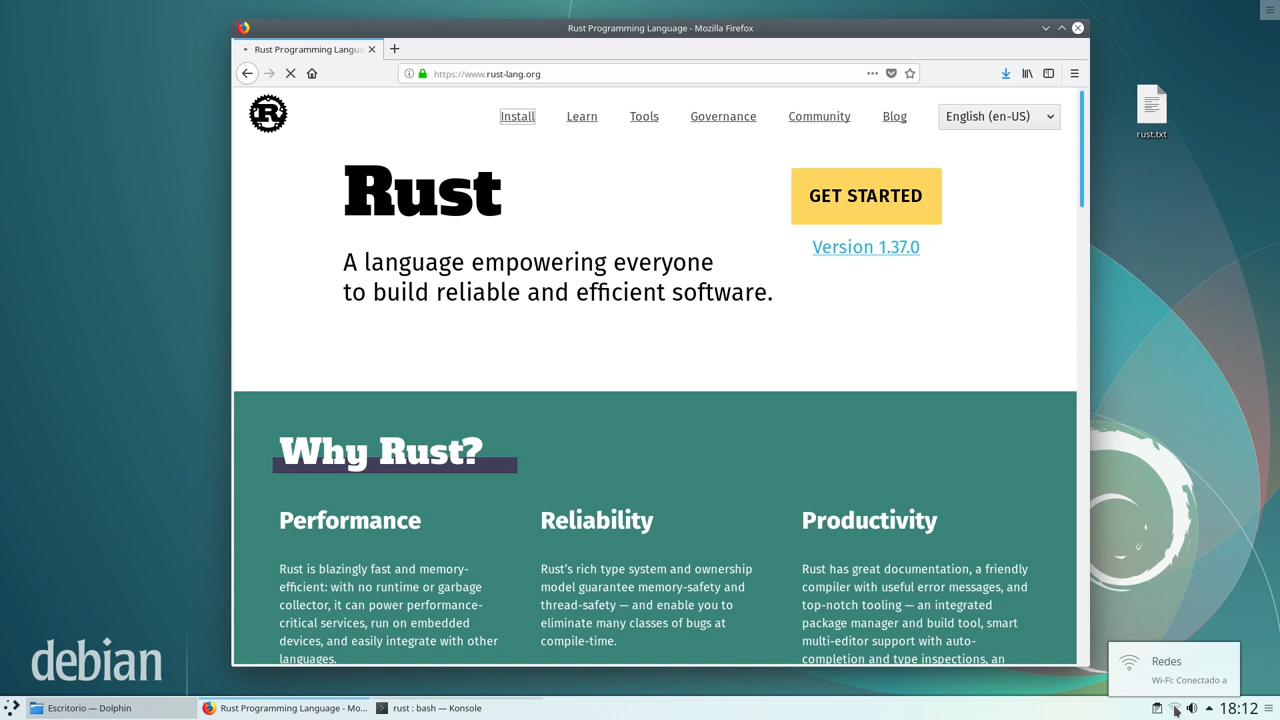 Rust Programming Language - Mozilla Firefox
Rust Programming Langua
https://www.rust-lang.org
Install
Learn
Tools
Governance
Community
Blog
English (en-US)
Rust
GET STARTED
Version 1.37.0
A language empowering everyone
to build reliable and efficient software.
Why Rust?
Performance
Rust is blazingly fast and memory-
efficient: with no runtime or garbage
collector, it can power performance-
critical services, run on embedded
devices, and easily integrate with other
languages.
Reliability
Rust's rich type system and ownership
model guarantee memory-safety and
thread-safety — and enable you to
eliminate many classes of bugs at
compile-time.
Productivity
Rust has great documentation, a friendly
compiler with useful error messages, and
top-notch tooling — an integrated
package manager and build tool, smart
multi-editor support with auto-
completion and type inspections, an
rust.txt
debian
Redes
Wi-Fi: Conectado a
Escritorio — Dolphin
Rust Programming Language - Mo...
rust : bash — Konsole
18:12